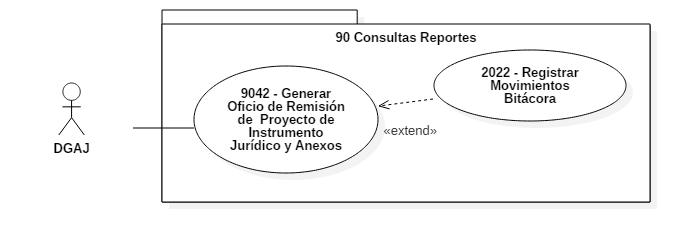 90 Consultas Reportes
9042 - Generar
Oficio de Remisión
de  Proyecto de
Instrumento
Jurídico y Anexos
2022 - Registrar
Movimientos
Bitácora
«extend»
DGAJ